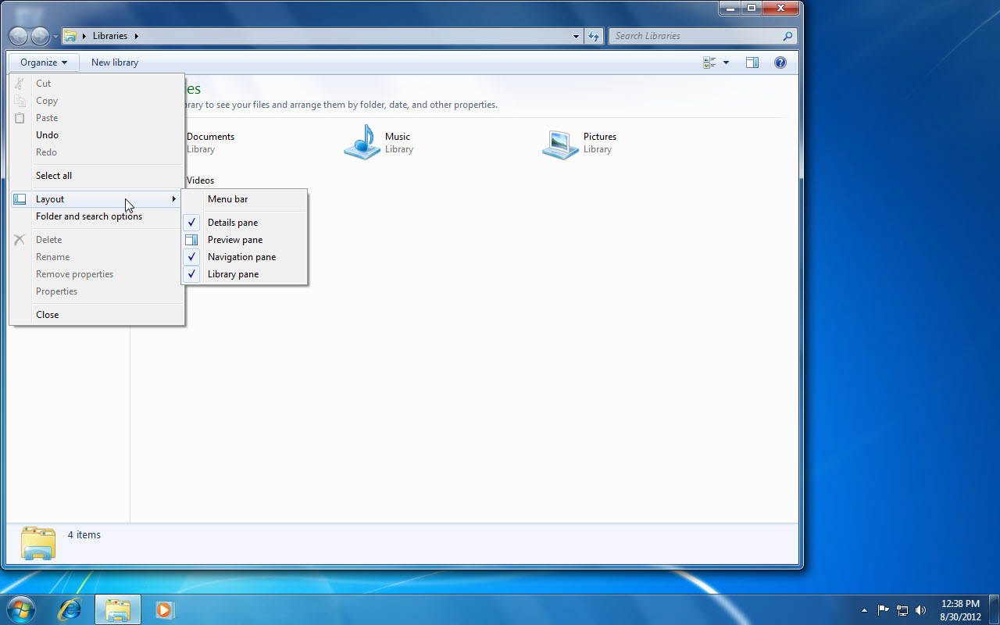 Libraries
Search Libraries
Organize
New library
Cut
Copy
Paste
Undo
Redo
Select all
Layout
Folder and search options
Delete
Rename
Remove properties
Properties
Close
Menu bar
Details pane
Preview pane
Navigation pane
Library pane
es
to see your files and arrange them by folder, date, and other properties.
Documents
Library
Music
Library
Pictures
Library
Videos
4 items
12:38 PM
8/30/2012